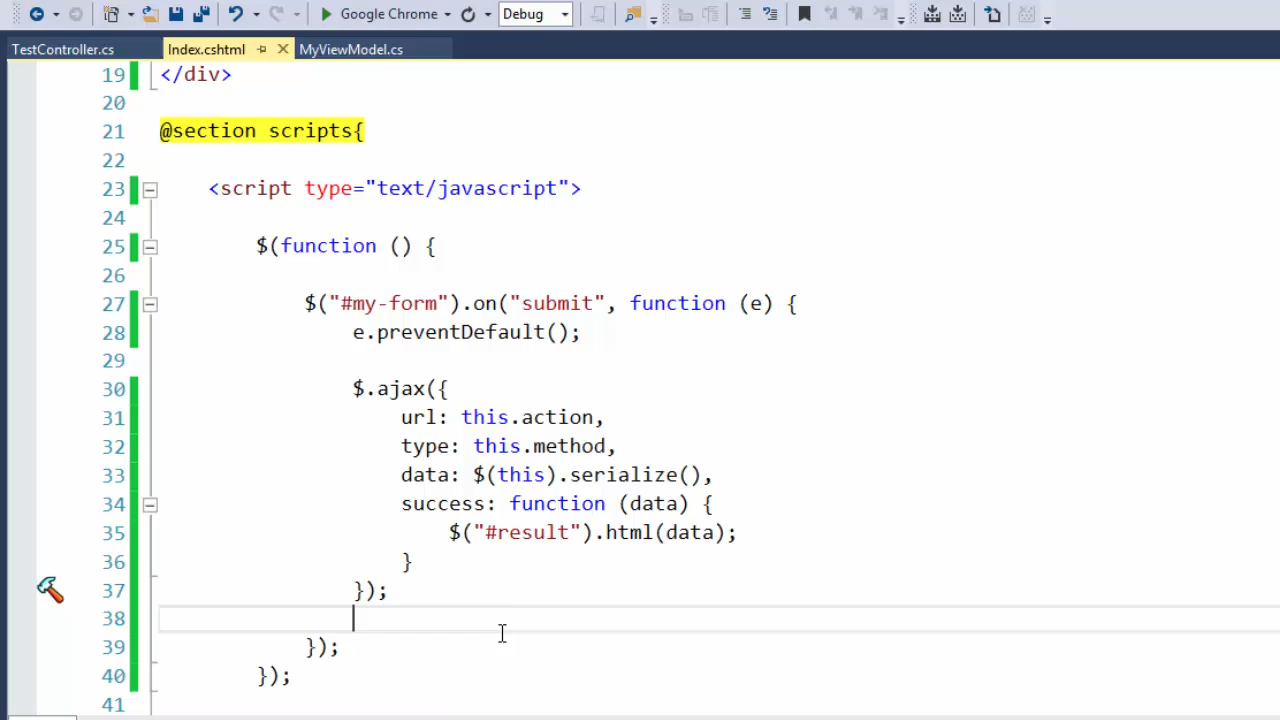 Google Chrome
Debug
TestController.cs
Index.cshtml
MyViewModel.cs
19 </div>
20
21 @section scripts{
22
23 <script type="text/javascript">
24
25 $(function () {
26
27 $("#my-form").on("submit", function (e) {
28 e.preventDefault();
29
30 $.ajax({
31 url: this.action,
32 type: this.method,
33 data: $(this).serialize(),
34 success: function (data) {
35 $("#result").html(data);
36 }
37 });
38
39 });
40 });
41